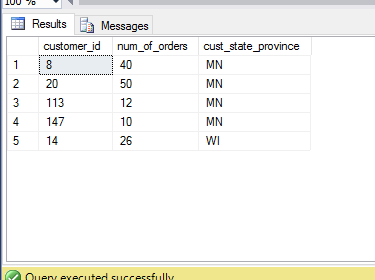 100 %
Results Messages
customer_id num_of_orders cust_state_province
1 8 40 MN
2 20 50 MN
3 113 12 MN
4 147 10 MN
5 14 26 WI
Query executed successfully